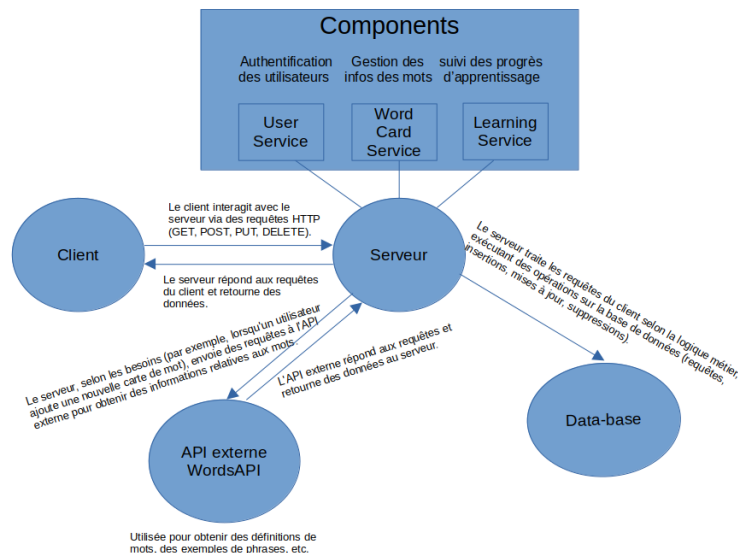 Components
Authentification
des utilisateurs
Gestion des
infos des mots
suivi des progrès
d'apprentissage
User
Service
Word
Card
Service
Learning
Service
Le client interagit avec le
serveur via des requêtes HTTP
(GET, POST, PUT, DELETE).
Client
Serveur
Le serveur répond aux requêtes
du client et retourne des
données.
Le serveur traite les requêtes du client selon la logique métier,
exécutant des opérations sur la base de données (requêtes,
insertions, mises à jour, suppressions).
Le serveur, selon les besoins (par exemple, lorsqu'un utilisateur
ajoute une nouvelle carte de mot), envoie des requêtes à l'API
externe pour obtenir des informations relatives aux mots.
L'API externe répond aux requêtes et
retourne des données au serveur.
Data-base
API externe
WordsAPI
Utilisée pour obtenir des définitions de
mots, des exemples de phrases, etc.